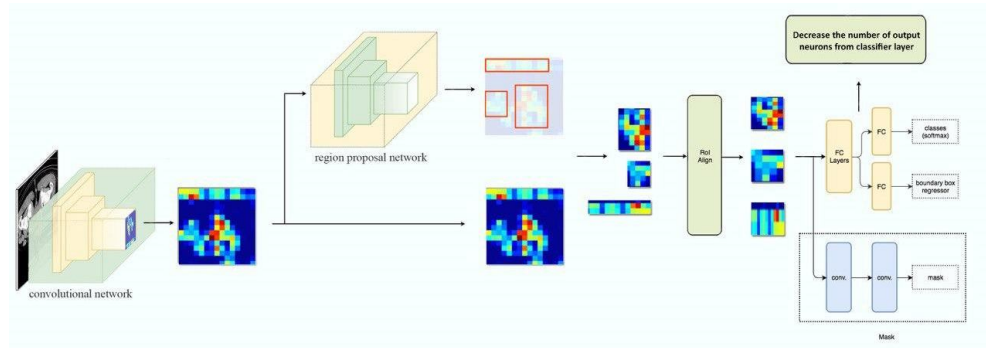 Decrease the number of output
neurons from classifier layer
region proposal network
convolutional network
RoI
Align
FC
Layers
FC
classes
(softmax)
FC
boundary box
regressor
conv.
conv.
mask
Mask